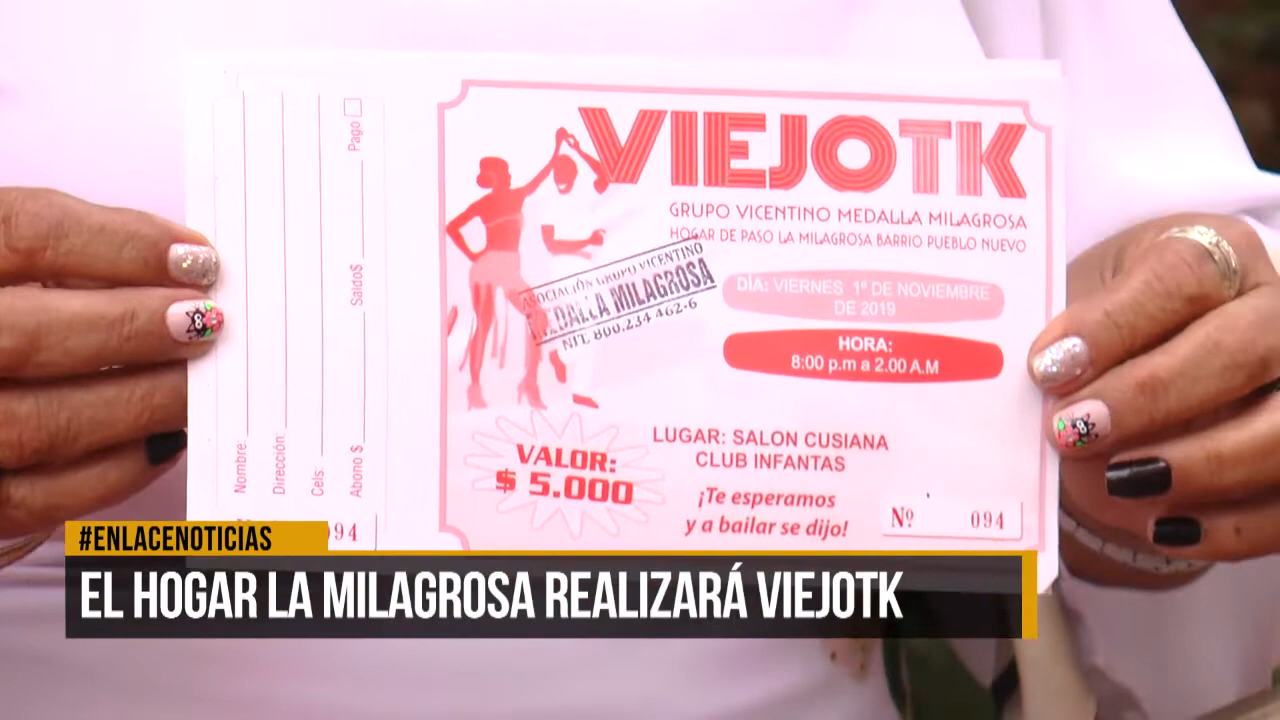 VIEJOTK
GRUPO VICENTINO MEDALLA MILAGROSA
HOGAR DE PASO LA MILAGROSA BARRIO PUEBLO NUEVO
ASOCIACIÓN GRUPO VICENTINO
MEDALLA MILAGROSA
NIT. 800.234 462-6
DÍA: VIERNES 1º DE NOVIEMBRE
DE 2019
HORA:
8:00 p.m a 2.00 A.M
VALOR:
$ 5.000
LUGAR: SALON CUSIANA
CLUB INFANTAS
¡Te esperamos
y a bailar se dijo!
Nº 094
Nombre:
Dirección:
Cels:
Abono $ Saldo$ Pago
94
#ENLACENOTICIAS
EL HOGAR LA MILAGROSA REALIZARÁ VIEJOTK